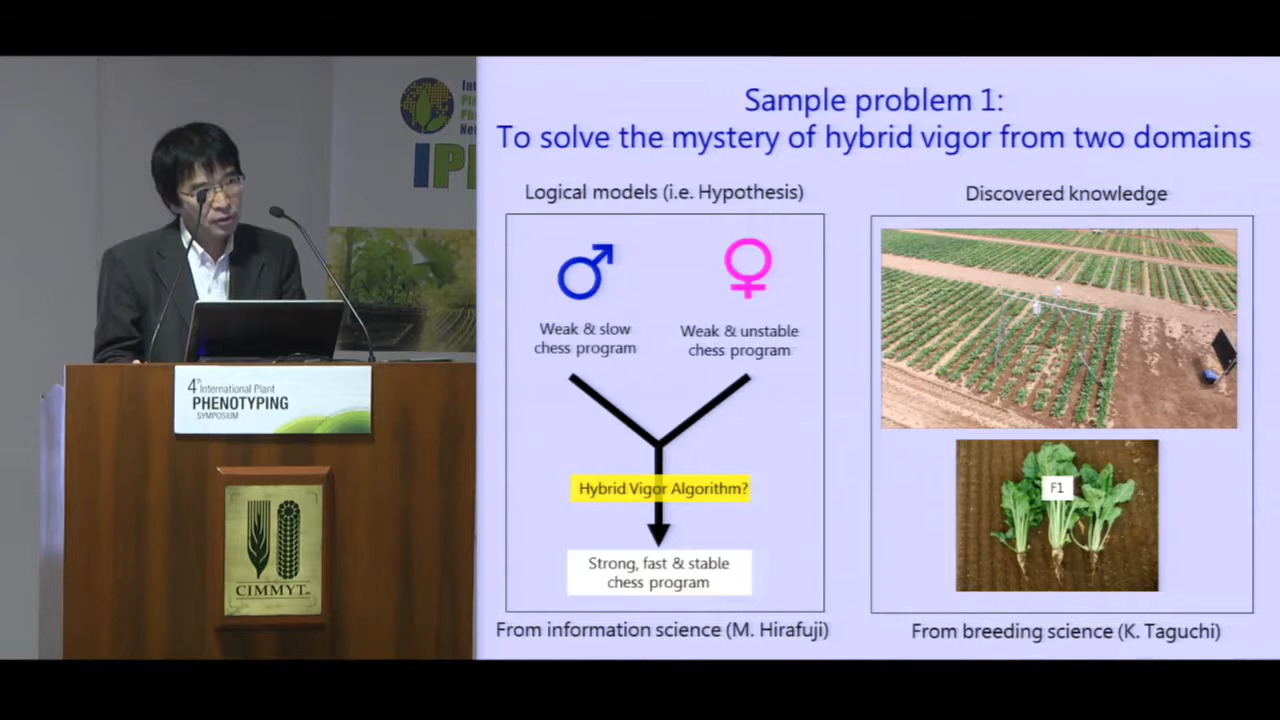 IPP
4th International Plant
PHENOTYPING
SYMPOSIUM
CIMMYT
Sample problem 1:
To solve the mystery of hybrid vigor from two domains
Logical models (i.e. Hypothesis)
Weak & slow
chess program
Weak & unstable
chess program
Hybrid Vigor Algorithm?
Strong, fast & stable
chess program
From information science (M. Hirafuji)
Discovered knowledge
F1
From breeding science (K. Taguchi)